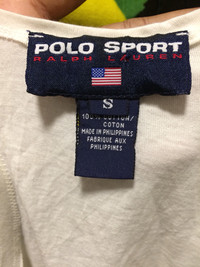 POLO SPORT
RALPH LAUREN
S
100% COTTON/
COTON
MADE IN PHILIPPINES
FABRIQUE AUX
PHILIPPINES